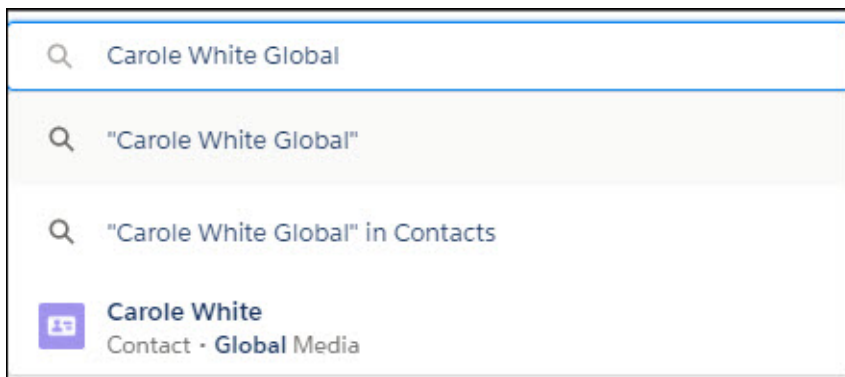 Carole White Global
"Carole White Global"
"Carole White Global" in Contacts
Carole White
Contact · Global Media